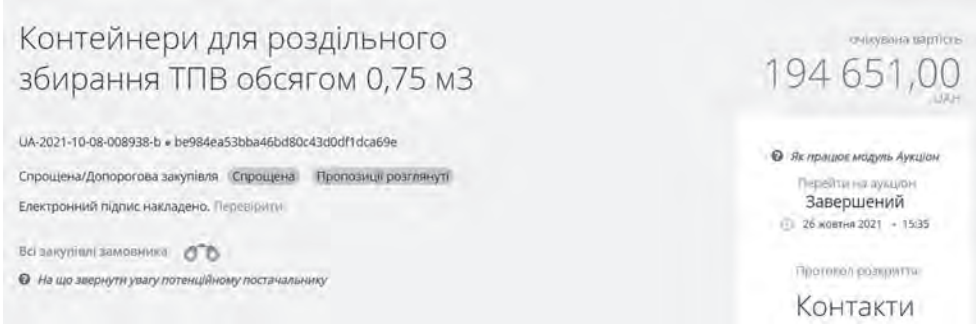 Контейнери для роздільного
збирання ТПВ обсягом 0,75 м3
UA-2021-10-08-008938-b ● be984ea53bba46bd80c43d0df1dca69e
Спрощена/Допорогова закупівля Спрощена Пропозиції розглянуті
Електронний підпис накладено. Перевірити
Всі закупівлі замовника
На що звернути увагу потенційному постачальнику
очікувана вартість
194 651,00
UAH
Як працює модуль Аукціон
Перейти на аукціон
Завершений
26 жовтня 2021 • 15:35
Протокол розкриття
Контакти